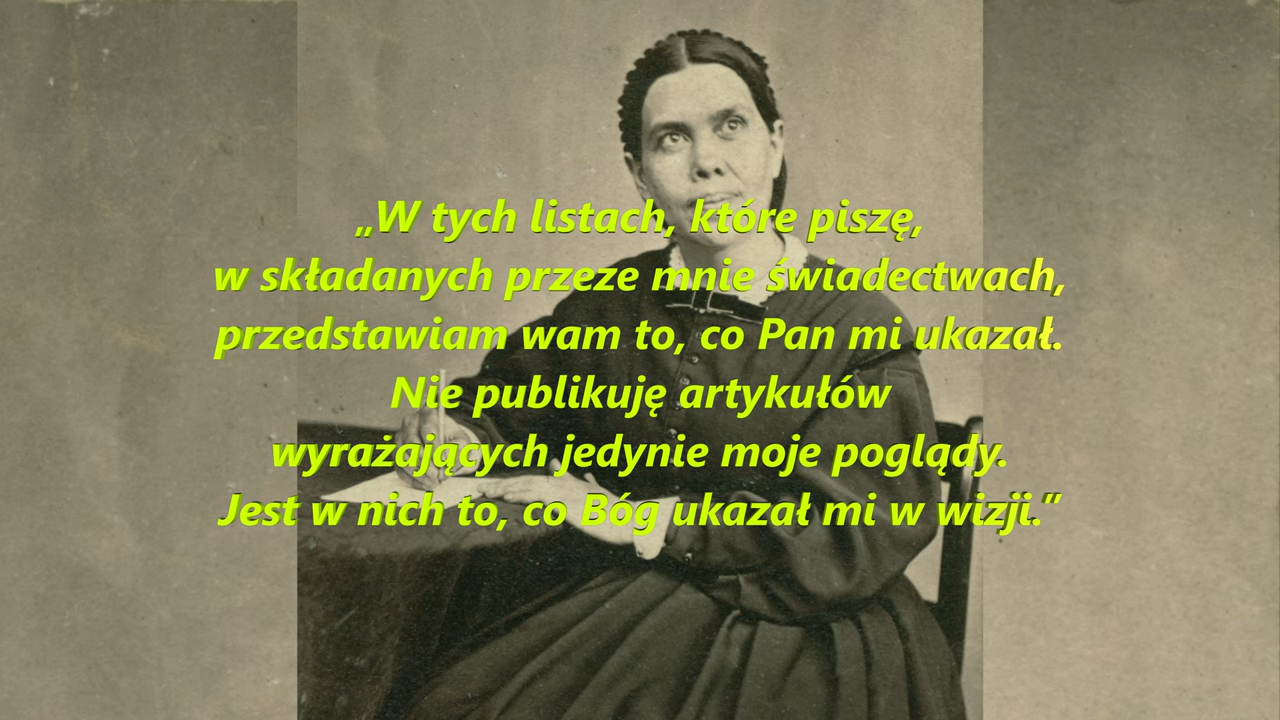 „W tych listach, które piszę,
w składanych przeze mnie świadectwach,
przedstawiam wam to, co Pan mi ukazał.
Nie publikuję artykułów
wyrażających jedynie moje poglądy.
Jest w nich to, co Bóg ukazał mi w wizji.”